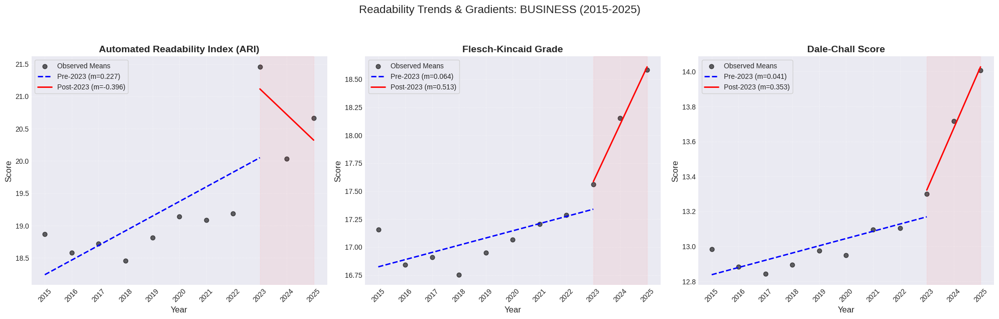 Readability Trends & Gradients: BUSINESS (2015-2025)
Automated Readability Index (ARI)
Observed Means
Pre-2023 (m=0.227)
Post-2023 (m=-0.396)
21.5
21.0
20.5
20.0
19.5
19.0
18.5
Score
2015
2016
2017
2018
2019
2020
2021
2022
2023
2024
2025
Year
Flesch-Kincaid Grade
Observed Means
Pre-2023 (m=0.064)
Post-2023 (m=0.513)
18.50
18.25
18.00
17.75
17.50
17.25
17.00
16.75
Score
2015
2016
2017
2018
2019
2020
2021
2022
2023
2024
2025
Year
Dale-Chall Score
Observed Means
Pre-2023 (m=0.041)
Post-2023 (m=0.353)
14.0
13.8
13.6
13.4
13.2
13.0
12.8
Score
2015
2016
2017
2018
2019
2020
2021
2022
2023
2024
2025
Year